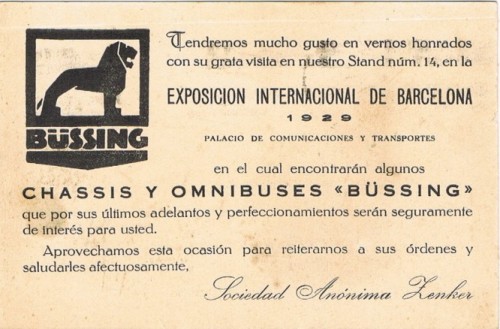 BÜSSING
Tendremos mucho gusto en vernos honrados
con su grata visita en nuestro Stand núm. 14, en la
EXPOSICION INTERNACIONAL DE BARCELONA
1929
PALACIO DE COMUNICACIONES Y TRANSPORTES
en el cual encontrarán algunos
CHASSIS Y OMNIBUSES «BÜSSING»
que por sus últimos adelantos y perfeccionamientos serán seguramente
de interés para usted.
Aprovechamos esta ocasión para reiterarnos a sus órdenes y
saludarles afectuosamente,
Sociedad Anónima Zenker